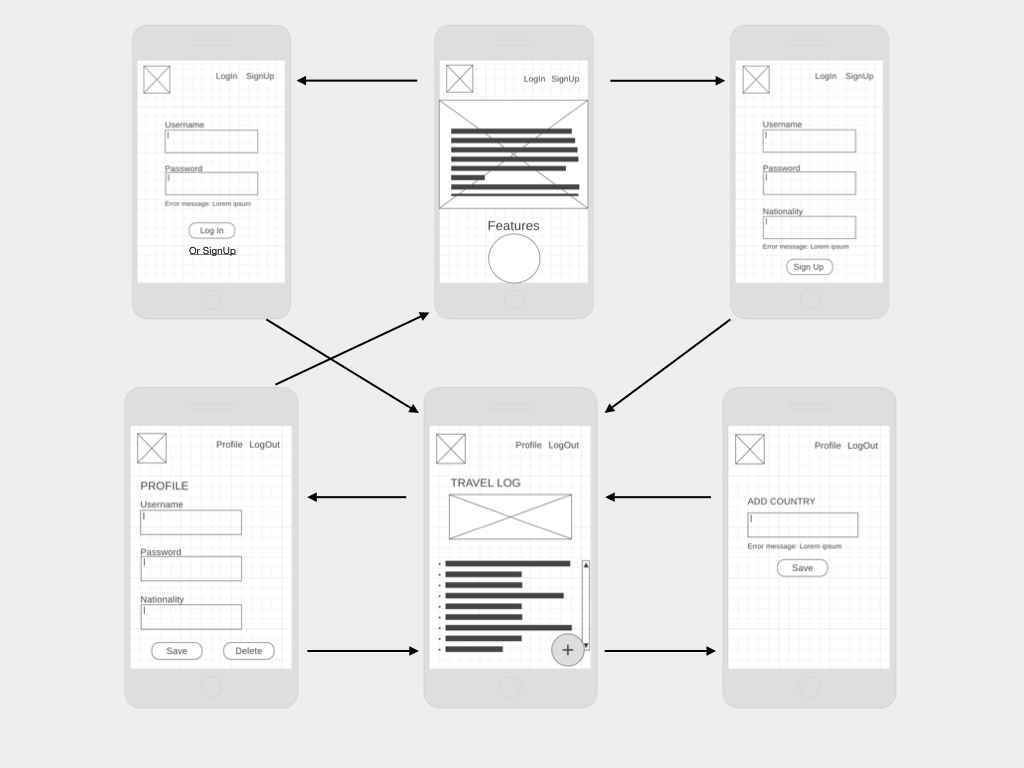 LogIn SignUp
Username
Password
Error message: Lorem ipsum
Log In
Or SignUp
LogIn SignUp
Features
LogIn SignUp
Username
Password
Nationality
Error message: Lorem ipsum
Sign Up
Profile LogOut
PROFILE
Username
Password
Nationality
Save Delete
Profile LogOut
TRAVEL LOG
+
Profile LogOut
ADD COUNTRY
Error message: Lorem ipsum
Save